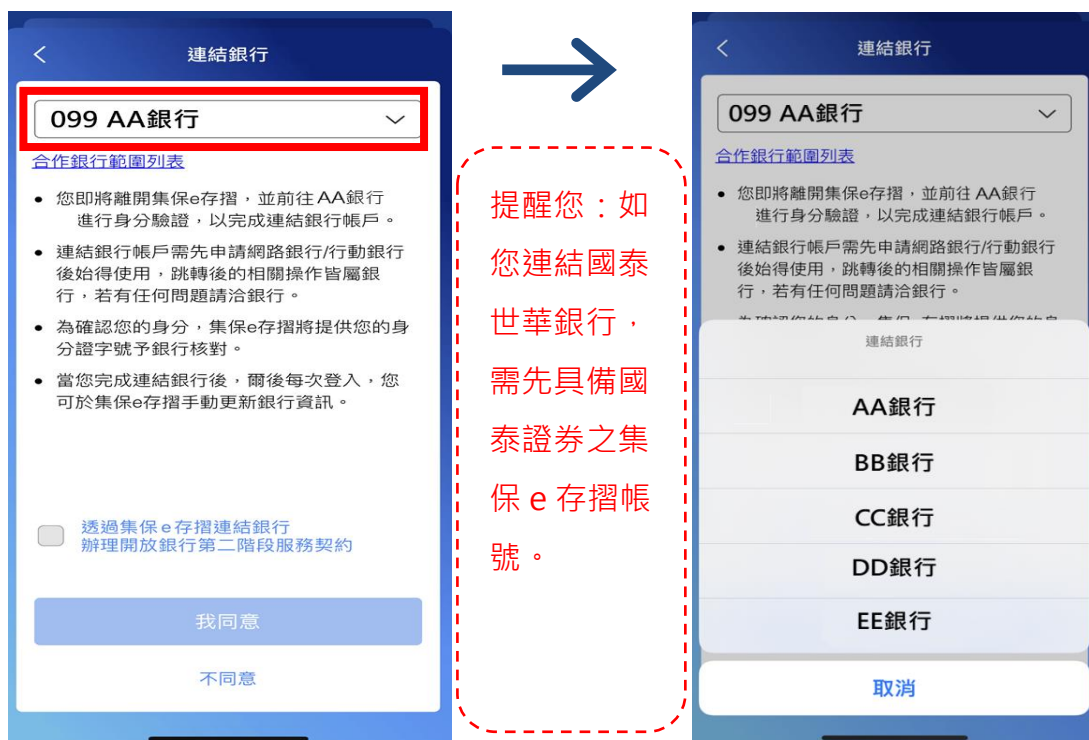 連結銀行
099 AA銀行
合作銀行範圍列表
• 您即將離開集保e存摺,並前往AA銀行
進行身分驗證,以完成連結銀行帳戶。
• 連結銀行帳戶需先申請網路銀行/行動銀行
後始得使用,跳轉後的相關操作皆屬銀
行,若有任何問題請洽銀行。
• 為確認您的身分,集保e存摺將提供您的身
分證字號予銀行核對。
• 當您完成連結銀行後,爾後每次登入,您
可於集保e存摺手動更新銀行資訊。
透過集保e存摺連結銀行
辦理開放銀行第二階段服務契約
我同意
不同意
提醒您：如
您連結國泰
世華銀行，
需先具備國
泰證券之集
保 e 存摺帳
號。
連結銀行
099 AA銀行
合作銀行範圍列表
• 您即將離開集保e存摺,並前往AA銀行
進行身分驗證,以完成連結銀行帳戶。
• 連結銀行帳戶需先申請網路銀行/行動銀行
後始得使用,跳轉後的相關操作皆屬銀
行,若有任何問題請洽銀行。
連結銀行
AA銀行
BB銀行
CC銀行
DD銀行
EE銀行
取消